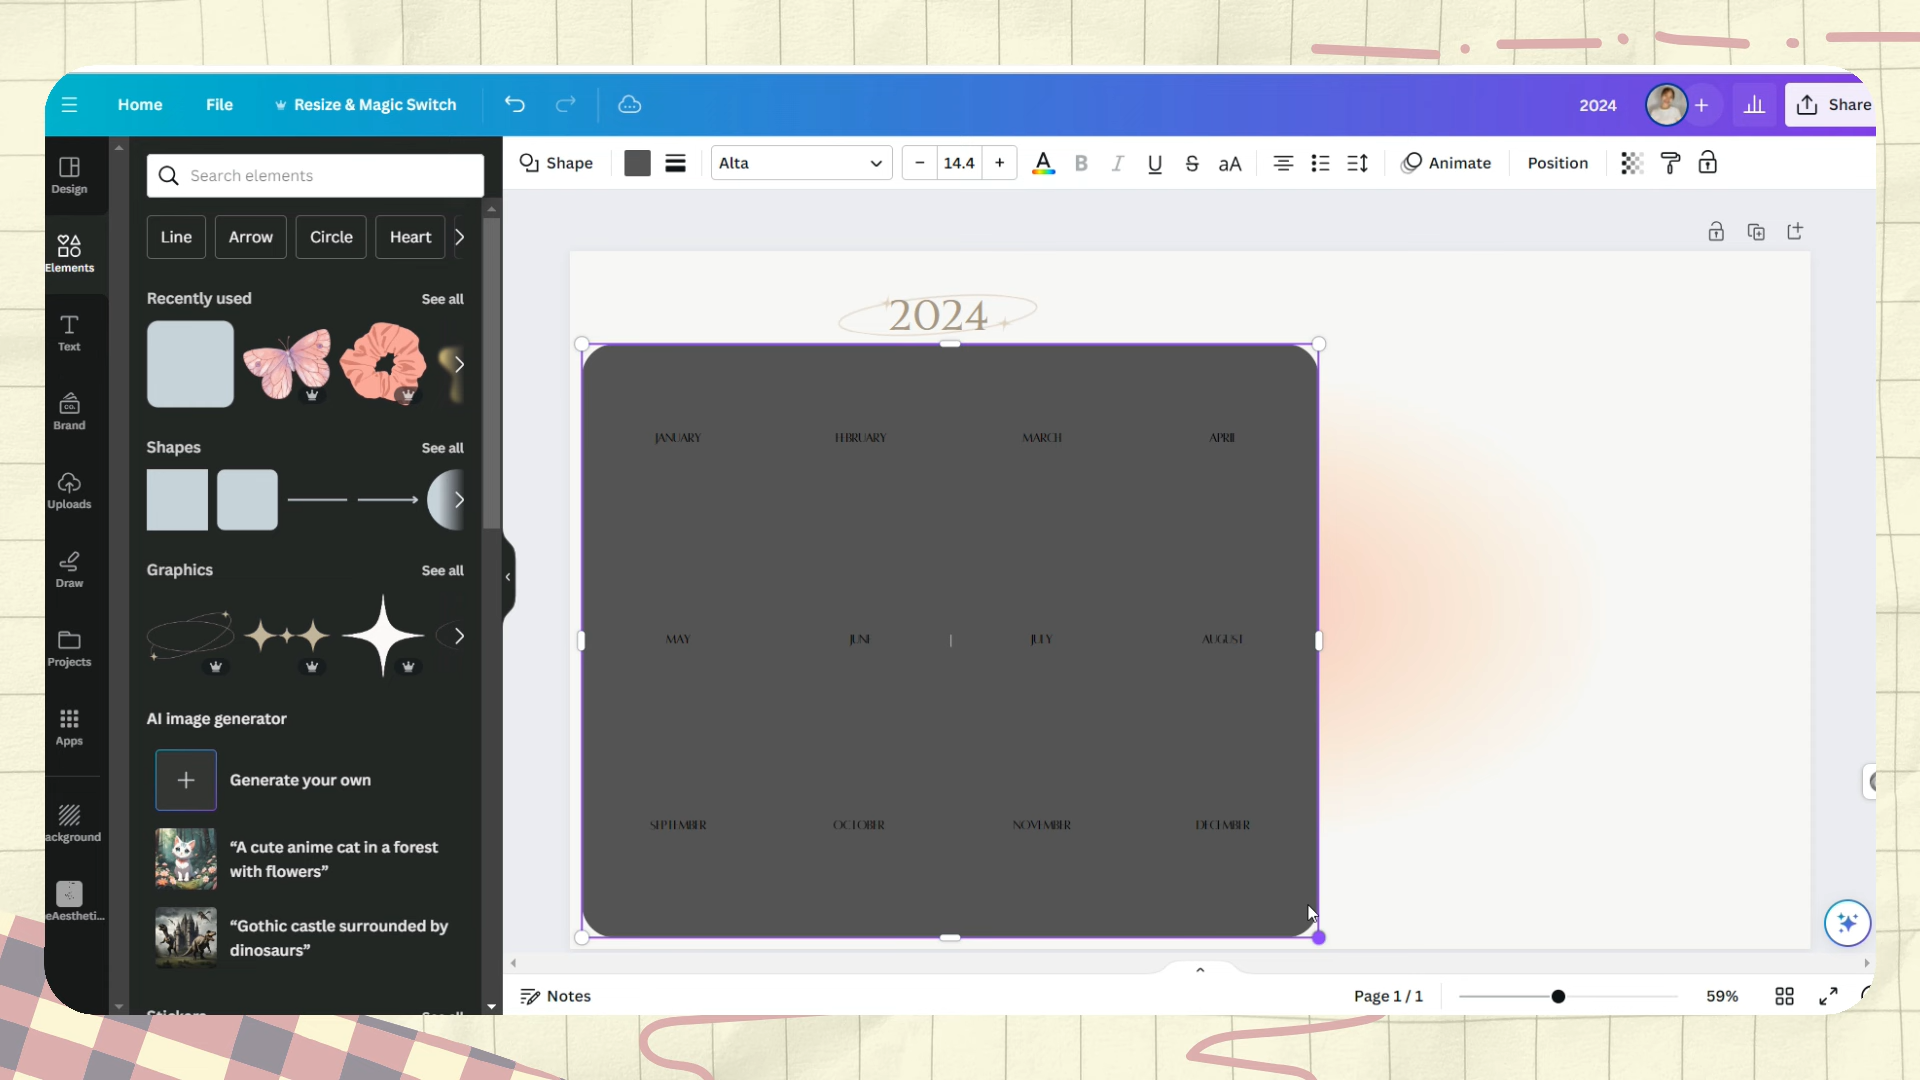 Home File Resize & Magic Switch 2024 Share
Design
Elements
Text
Brand
CO.
Uploads
Draw
Projects
Apps
ackground
eAestheti...
Search elements
Line Arrow Circle Heart
Recently used See all
Shapes See all
Graphics See all
AI image generator
Generate your own
“A cute anime cat in a forest
with flowers”
“Gothic castle surrounded by
dinosaurs”
Shape Alta − 14.4 + A B I U S aA Animate Position
2024
JANUARY FEBRUARY MARCH APRIL
MAY JUNE JULY AUGUST
SEPTEMBER OCTOBER NOVEMBER DECEMBER
Notes Page 1 / 1 59%